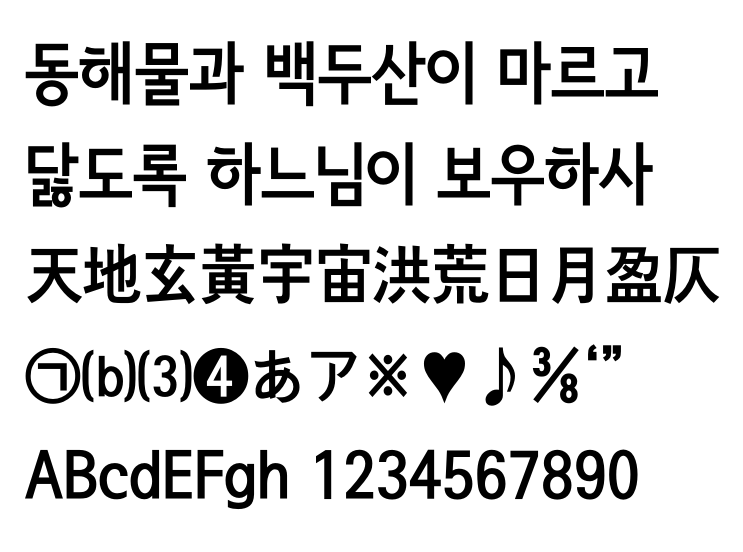 동해물과 백두산이 마르고
닳도록 하느님이 보우하사
天地玄黃宇宙洪荒日月盈仄
㉠⒝⑶❹あア※♥♪⅜‘”
ABcdEFgh 1234567890